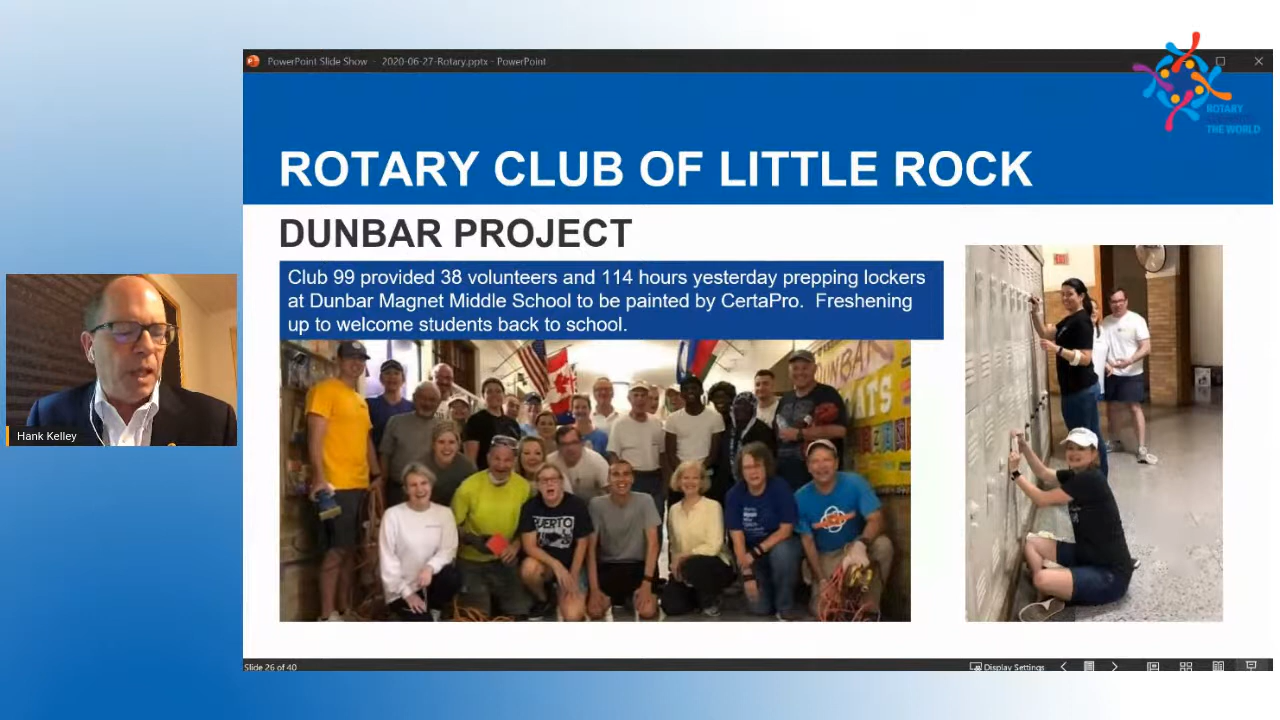 PowerPoint Slide Show - 2020-06-27-Rotary.pptx - PowerPoint
ROTARY
THE WORLD
ROTARY CLUB OF LITTLE ROCK
DUNBAR PROJECT
Club 99 provided 38 volunteers and 114 hours yesterday prepping lockers
at Dunbar Magnet Middle School to be painted by CertaPro. Freshening
up to welcome students back to school.
DUNBAR
PUERTO
Hank Kelley
Slide 26 of 40
Display Settings